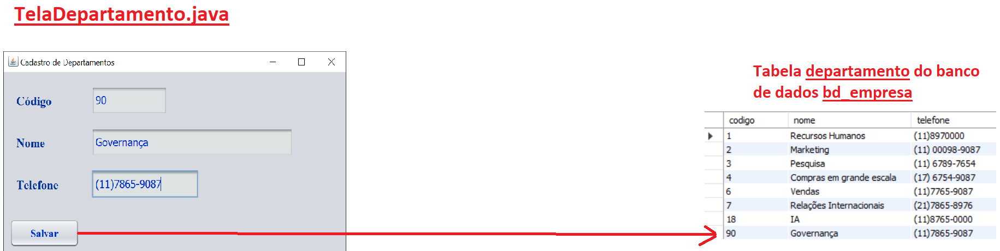 TelaDepartamento.java
Cadastro de Departamentos
Código 90
Nome Governança
Telefone (11)7865-9087
Salvar
Tabela departamento do banco
de dados bd_empresa
codigo nome telefone
1 Recursos Humanos (11)8970000
2 Marketing (11) 00098-9087
3 Pesquisa (11) 6789-7654
4 Compras em grande escala (17) 6754-9087
6 Vendas (11)7765-9087
7 Relações Internacionais (21)7865-8976
18 IA (11)8765-0000
90 Governança (11)7865-9087